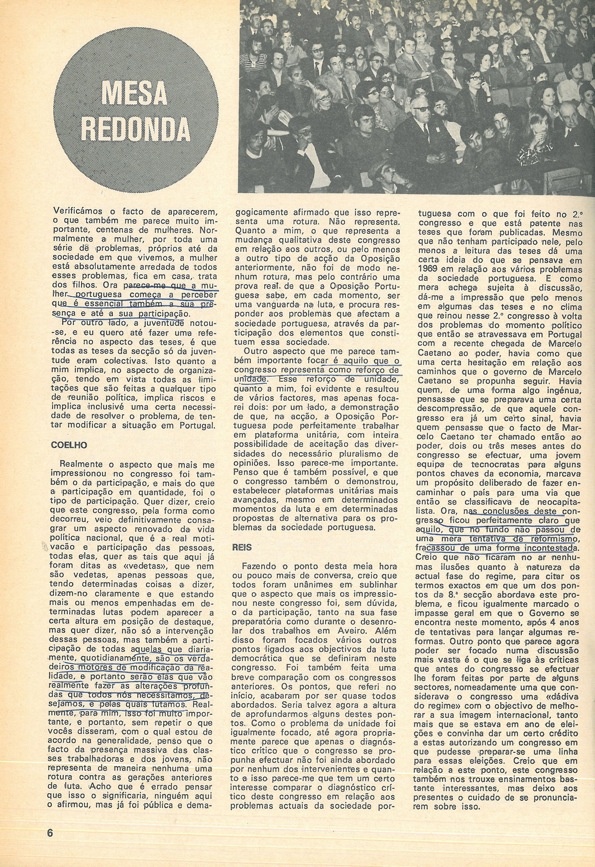 MESA
REDONDA
Verificámos o facto de aparecerem,
o que também me parece muito im-
portante, centenas de mulheres. Nor-
malmente a mulher, por toda uma
série dê problemas, próprios até da
sociedade em que vivemos, a mulher
está absolutamente arredada de todos
esses problemas, fica em casa, trata
dos filhos. Ora parece-me que a mu-
lher portuguesa começa a perceber
que é essencial também a sua pre-
sença e até a sua participação.
Por outro lado, a juventude notou-
-se, e eu quero até fazer uma refe-
rência no aspecto das teses, é que
todas as teses da secção só da juven-
tude eram colectivas. Isto quanto a
mim implica, no aspecto de organiza-
ção, tendo em vista todas as limi-
tações que são feitas a qualquer tipo
de reunião política, implica riscos e
implica inclusivé uma certa necessi-
dade de resolver o problema, de ten-
tar modificar a situação em Portugal.
COELHO
Realmente o aspecto que mais me
impressionou no congresso foi tam-
bém o da participação, e mais do que
a participação em quantidade, foi o
tipo de participação. Quer dizer, creio
que este congresso, pela forma como
decorreu, veio definitivamente consa-
grar um aspecto renovado da vida
política nacional, que é a real moti-
vação e participação das pessoas,
todas elas, quer as tais que aqui já
foram ditas as «vedetas», que nem
são vedetas, apenas pessoas que,
tendo determinadas coisas a dizer,
dizem-no claramente e que estando
mais ou menos empenhadas em de-
terminadas lutas podem aparecer a
certa altura em posição de destaque,
mas quer dizer, não só a intervenção
dessas pessoas, mas também a parti-
cipação de todas aquelas que diaria-
mente, quotidianamente, são os verda-
deiros motores de modificação da rea-
lidade, e portanto serão elas que vão
realmente fazer as alterações profun-
das que todos nós necessitamos, de-
sejamos, e pelas quais lutamos. Real-
mente, para mim, isso foi muito impor-
tante, e portanto, sem repetir o que
vocês disseram, com o qual estou de
acordo na generalidade, penso que o
facto da presença massiva das clas-
ses trabalhadoras e dos jovens, não
representa de maneira nenhuma uma
rotura contra as gerações anteriores
de futa. Acho que é errado pensar
que isso o significaria, ninguém aqui
o afirmou, mas já foi pública e dema-
gogicamente afirmado que isso repre-
senta uma rotura. Não representa.
Quanto a mim, o que representa a
mudança qualitativa deste congresso
em relação aos outros, ou pelo menos
a outro tipo de acção da Oposição
anteriormente, não foi de modo ne-
nhum rotura, mas pelo contrário uma
prova real de que a Oposição Portu-
guesa sabe, em cada momento, ser
uma vanguarda na luta, e procura res-
ponder aos problemas que afectam a
sociedade portuguesa, através da par-
ticipação dos elementos que consti-
tuem essa sociedade.
Outro aspecto que me parece tam-
bém importante focar é aquilo que o
congresso representa como reforço de
unidade. Esse reforço de unidade,
quanto a mim, foi evidente e resultou
de vários factores, mas apenas foca-
rei dois: por um lado, a demonstração
de que, na acção, a Oposição Por-
tuguesa pode perfeitamente trabalhar
em plataforma unitária, com inteira
possibilidade de aceitação das diver-
sidades do necessário pluralismo de
opiniões. Isso parece-me importante.
Penso que é também possível, e que
o congresso também o demonstrou,
estabelecer plataformas unitárias mais
avançadas, mesmo em determinados
momentos da luta e em determinadas
propostas de alternativa para os pro-
blemas da sociedade portuguesa.
REIS
Fazendo o ponto desta meia hora
ou pouco mais de conversa, creio que
todos foram unânimes em sublinhar
que o aspecto que mais os impressio-
nou neste congresso foi, sem dúvida,
o da participação, tanto na sua fase
preparatória como durante o desenro-
lar dos trabalhos em Aveiro. Além
disso foram focados vários outros
pontos ligados aos objectivos da luta
democrática que se definiram neste
congresso. Foi também feita uma
breve comparação com os congressos
anteriores. Os pontos, que referi no
início, acabaram por ser quase todos
abordados. Seria talvez agora a altura
de aprofundarmos alguns destes pon-
tos. Como o problema da unidade foi
igualmente focado, até agora propria-
mente parece que apenas o diagnós-
tico crítico que o congresso se pro-
punha efectuar não foi ainda abordado
por nenhum dos intervenientes e quan-
to a isso parece-me que tem um certo
interesse comparar o diagnóstico crí-
tico deste congresso em relação aos
problemas actuais da sociedade por-
tuguesa com o que foi feito no 2.º
congresso e que está patente nas
teses que foram publicadas. Mesmo
que não tenham participado nele, pelo
menos a leitura das teses dá uma
certa ideia do que se pensava em
1969 em relação aos vários problemas
da sociedade portuguesa. E como
mera achega sujeita à discussão,
dá-me a impressão que pelo menos
em algumas das teses e no clima
que reinou nesse 2.º congresso à volta
dos problemas do momento político
que então se atravessava em Portugal
com a recente chegada de Marcelo
Caetano ao poder, havia como que
uma certa hesitação em relação aos
caminhos que o governo de Marcelo
Caetano se propunha seguir. Havia
quem, de uma forma algo ingénua,
pensasse que se preparava uma certa
descompressão, de que aquele con-
gresso era já um certo sinal, havia
quem pensasse que o facto de Mar-
celo Caetano ter chamado então ao
poder, dois ou três meses antes do
congresso se efectuar, uma jovem
equipa de tecnocratas para alguns
pontos chaves da economia, marcava
um propósito deliberado de fazer en-
caminhar o país para uma via que
então se classificava de neocapita-
lista. Ora, nas conclusões deste con-
gresso ficou perfeitamente claro que
aquilo, que no fundo não passou de
uma mera tentativa de reformismo,
fracassou de uma forma incontestada.
Creio que não ficaram no ar nenhu-
mas ilusões quanto à natureza da
actual fase do regime, para citar os
termos exactos em que um dos pon-
tos da 8.ª secção abordava este pro-
blema, e ficou igualmente marcado o
impasse geral em que o Governo se
encontra neste momento, após 4 anos
de tentativas para lançar algumas re-
formas. Outro ponto que parece agora
poder ser focado numa discussão
mais vasta é o que se liga às críticas
que antes do congresso se efectuar
lhe foram feitas por parte de alguns
sectores, nomeadamente uma que con-
siderava o congresso uma «dádiva
do regime» com o objectivo de melho-
rar a sua imagem internacional, tanto
mais que se estava em ano de elei-
ções e convinha dar um certo crédito
a estas autorizando um congresso em
que pudesse preparar-se uma linha
para essas eleições. Creio que em
relação a este ponto, este congresso
também nos trouxe ensinamentos bas-
tante interessantes, mas deixo aos
presentes o cuidado de se pronuncia-
rem sobre isso.
6